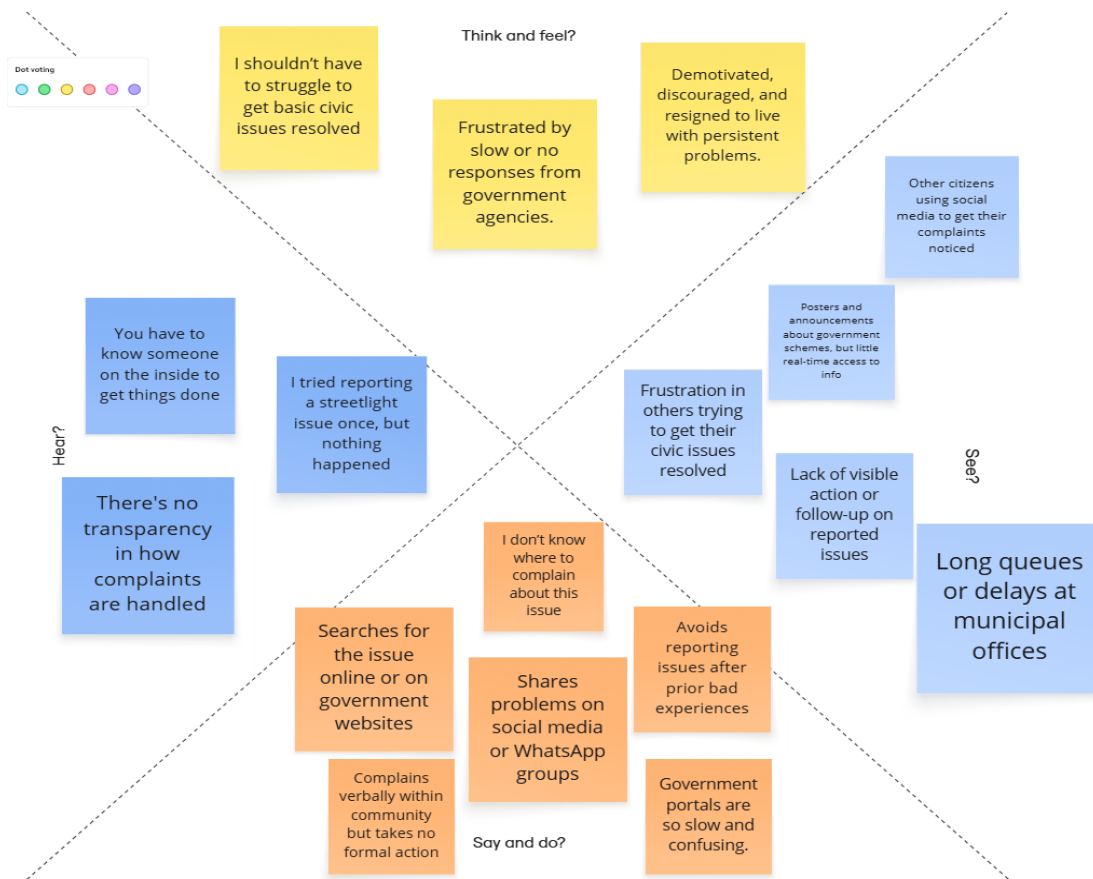 Think and feel?
Dot voting
I shouldn't have
to struggle to
get basic civic
issues resolved
Frustrated by
slow or no
responses from
government
agencies.
Demotivated,
discouraged, and
resigned to live
with persistent
problems.
Other citizens
using social
media to get their
complaints
noticed
Posters and
announcements
about government
schemes, but little
real-time access to
info
Frustration in
others trying
to get their
civic issues
resolved
Lack of visible
action or
follow-up on
reported
issues
See?
Long queues
or delays at
municipal
offices
You have to
know someone
on the inside to
get things done
I tried reporting
a streetlight
issue once, but
nothing
happened
Hear?
There's no
transparency
in how
complaints
are handled
I don't know
where to
complain
about this
issue
Searches for
the issue
online or on
government
websites
Shares
problems on
social media
or WhatsApp
groups
Avoids
reporting
issues after
prior bad
experiences
Complains
verbally within
community
but takes no
formal action
Government
portals are
so slow and
confusing.
Say and do?